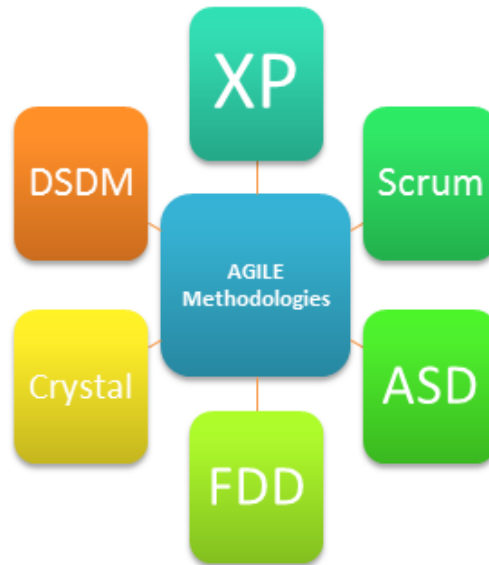 XP
DSDM
Scrum
AGILE
Methodologies
Crystal
ASD
FDD